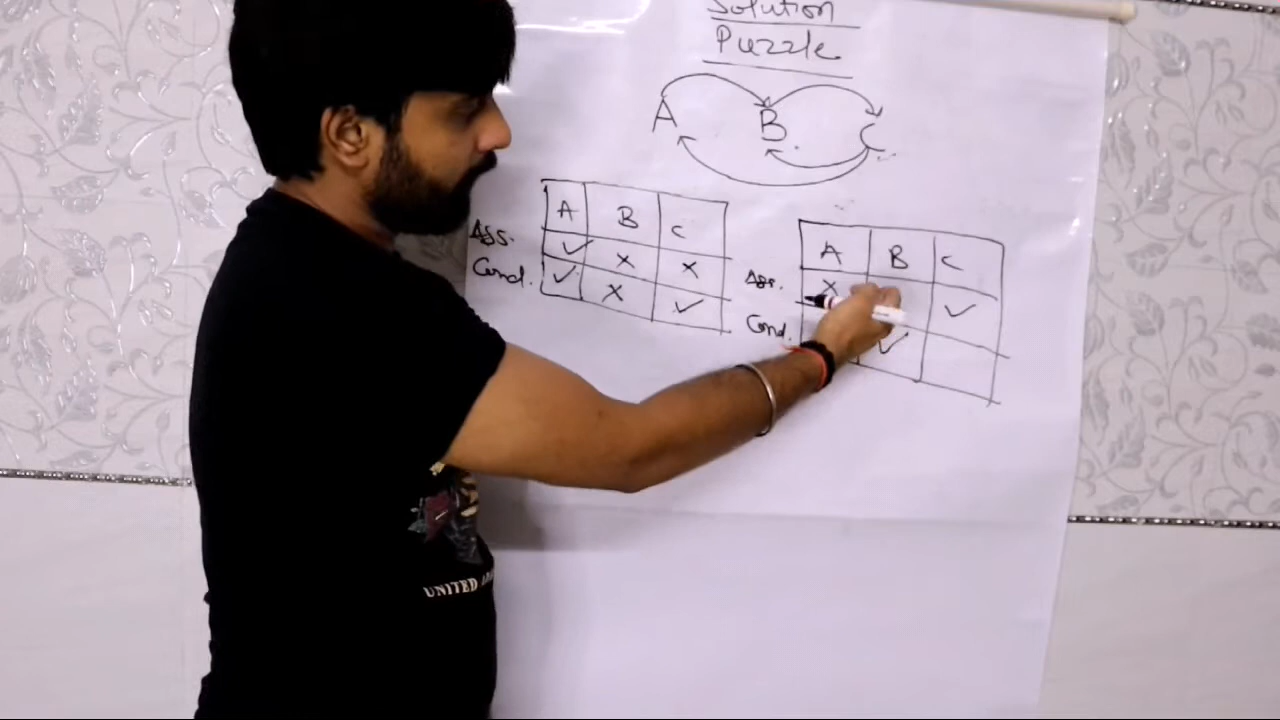 Solution
Puzzle
A B. C
A B C
Ass. ✓ X X
Cond. ✓ X ✓
A B C
Ass. X ✓
Cond. ✓
UNITED